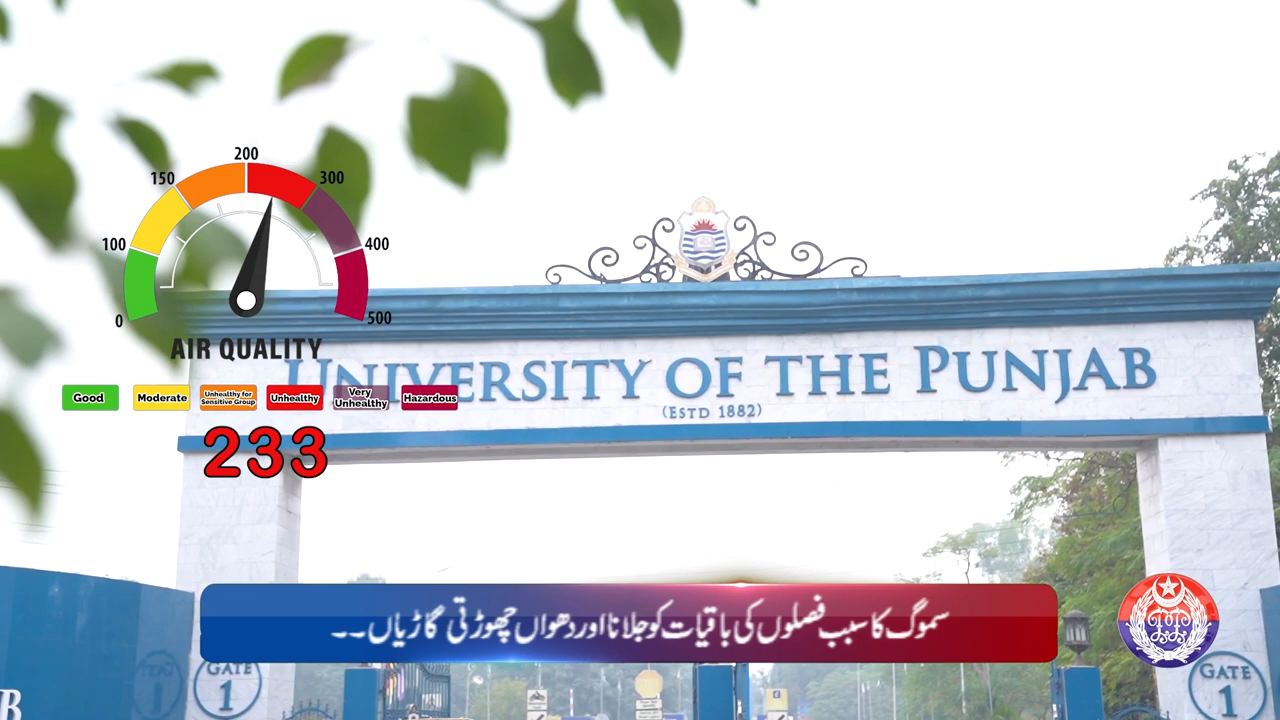 200
150
300
100
400
0
500
AIR QUALITY
Good
Moderate
Unhealthy for
Sensitive Group
Unhealthy
Very
Unhealthy
Hazardous
233
UNIVERSITY OF THE PUNJAB
(ESTD 1882)
سموگ کا سبب فصلوں کی باقیات کو جلانا اور دھواں چھوڑتی گاڑیاں۔۔
GATE
1
GATE
1